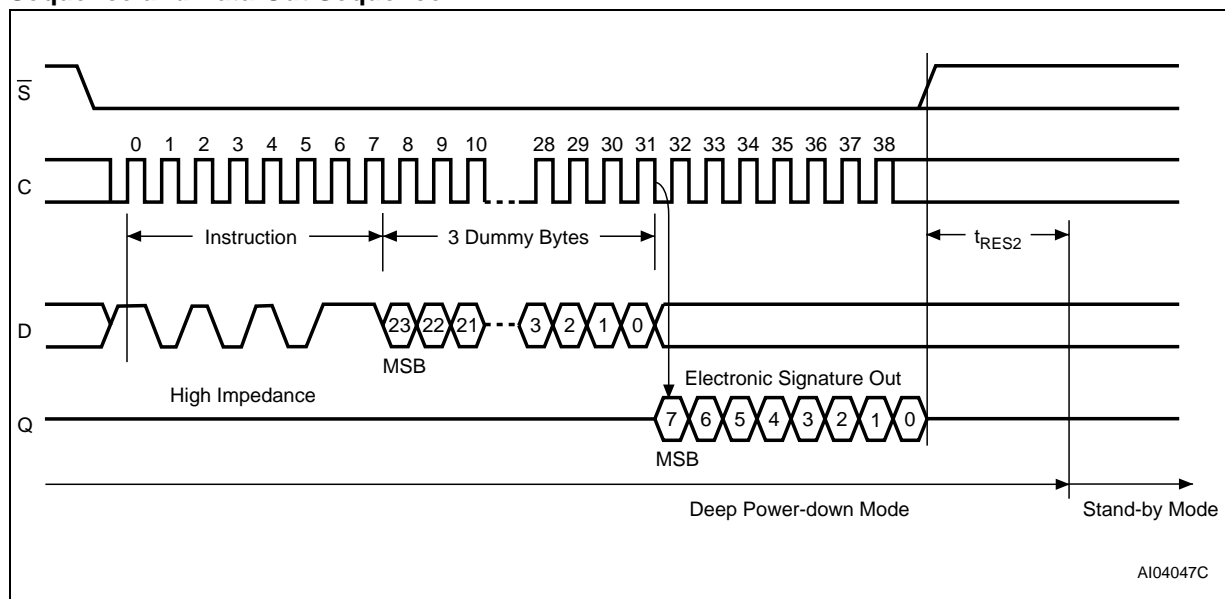 S
0 1 2 3 4 5 6 7 8 9 10 28 29 30 31 32 33 34 35 36 37 38
C
Instruction 3 Dummy Bytes tRES2
D 23 22 21 3 2 1 0
MSB
High Impedance Electronic Signature Out
Q 7 6 5 4 3 2 1 0
MSB
Deep Power-down Mode Stand-by Mode
AI04047C